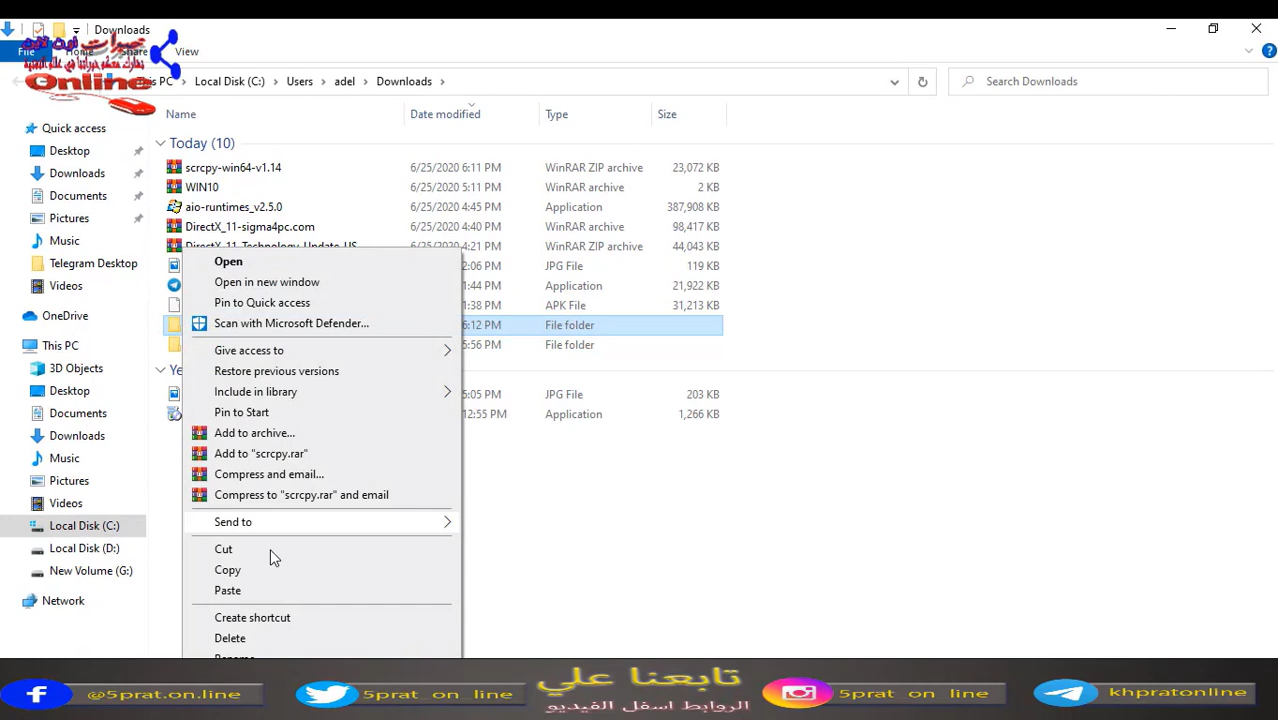 Downloads
خبرات اون لاين
Online
File
Home
Share
View
This PC
Local Disk (C:)
Users
adel
Downloads
Search Downloads
Name
Date modified
Type
Size
Quick access
Desktop
Downloads
Documents
Pictures
Music
Telegram Desktop
Videos
OneDrive
This PC
3D Objects
Desktop
Documents
Downloads
Music
Pictures
Videos
Local Disk (C:)
Local Disk (D:)
New Volume (G:)
Network
Today (10)
scrcpy-win64-v1.14 6/25/2020 6:11 PM WinRAR ZIP archive 23,072 KB
WIN10 6/25/2020 5:11 PM WinRAR archive 2 KB
aio-runtimes_v2.5.0 6/25/2020 4:45 PM Application 387,908 KB
DirectX_11-sigma4pc.com 6/25/2020 4:40 PM WinRAR archive 98,417 KB
DirectX_11_Technology_Update_US 6/25/2020 4:21 PM WinRAR ZIP archive 44,043 KB
2:06 PM JPG File 119 KB
1:44 PM Application 21,922 KB
1:38 PM APK File 31,213 KB
6:12 PM File folder
5:56 PM File folder
Ye
5:05 PM JPG File 203 KB
12:55 PM Application 1,266 KB
Open
Open in new window
Pin to Quick access
Scan with Microsoft Defender...
Give access to
Restore previous versions
Include in library
Pin to Start
Add to archive...
Add to "scrcpy.rar"
Compress and email...
Compress to "scrcpy.rar" and email
Send to
Cut
Copy
Paste
Create shortcut
Delete
Rename
تابعنا علي
الروابط اسفل الفيديو
@5prat.on.line
5prat on line
5prat on line
khpratonline